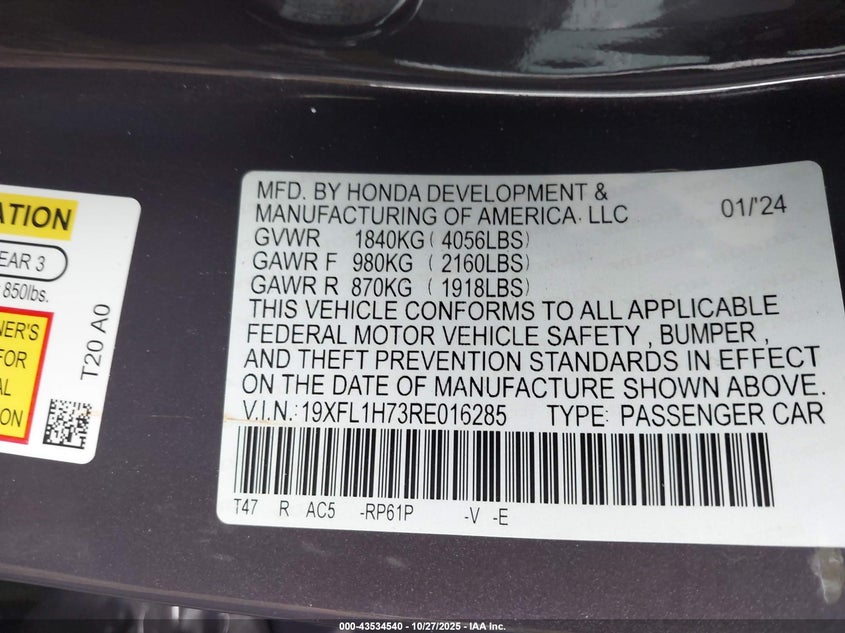 ATION
EAR 3
850lbs.
NER'S
FOR
AL
ION
T20 A0
MFD. BY HONDA DEVELOPMENT &
MANUFACTURING OF AMERICA, LLC 01/'24
GVWR 1840KG ( 4056LBS)
GAWR F 980KG ( 2160LBS)
GAWR R 870KG ( 1918LBS)
THIS VEHICLE CONFORMS TO ALL APPLICABLE
FEDERAL MOTOR VEHICLE SAFETY , BUMPER ,
AND THEFT PREVENTION STANDARDS IN EFFECT
ON THE DATE OF MANUFACTURE SHOWN ABOVE.
V.I.N.:19XFL1H73RE016285 TYPE: PASSENGER CAR
T47 R AC5 -RP61P -V -E
000-43534540 - 10/27/2025 - IAA Inc.